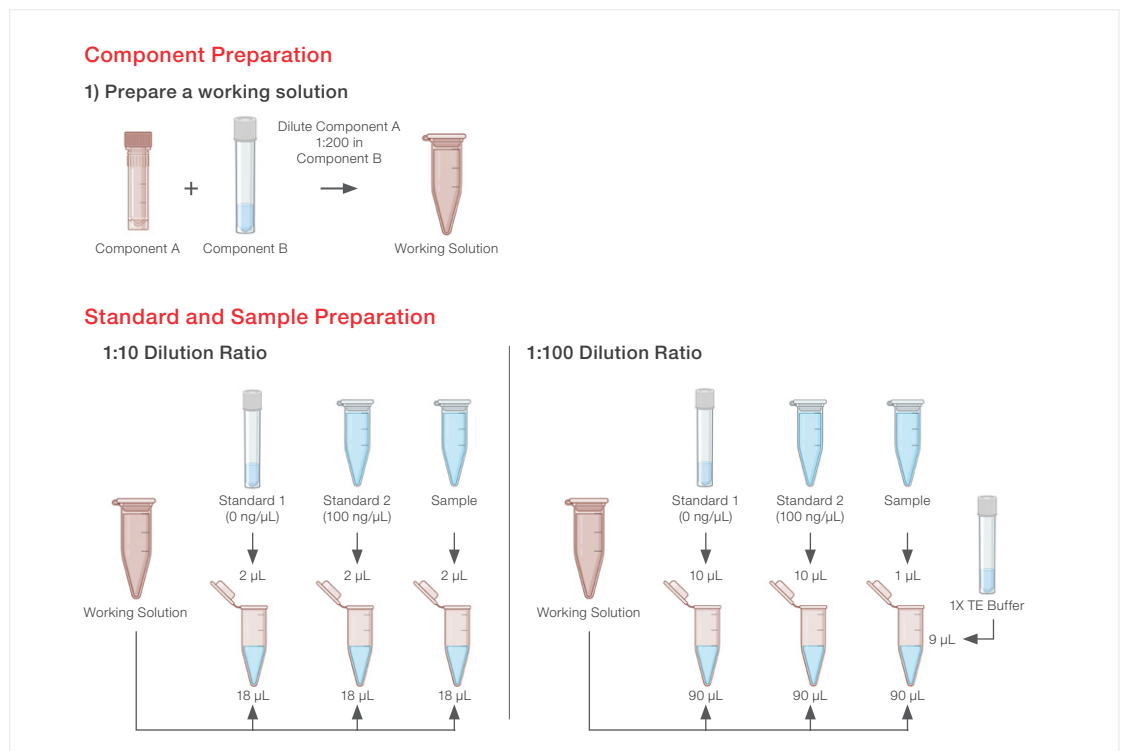 Component Preparation
1) Prepare a working solution
Dilute Component A
1:200 in
Component B
+
Component A
Component B
Working Solution
Standard and Sample Preparation
1:10 Dilution Ratio
Standard 1
(0 ng/µL)
Standard 2
(100 ng/µL)
Sample
2 µL
2 µL
2 µL
Working Solution
18 µL
18 µL
18 µL
1:100 Dilution Ratio
Standard 1
(0 ng/µL)
Standard 2
(100 ng/µL)
Sample
10 µL
10 µL
1 µL
Working Solution
1X TE Buffer
9 µL
90 µL
90 µL
90 µL